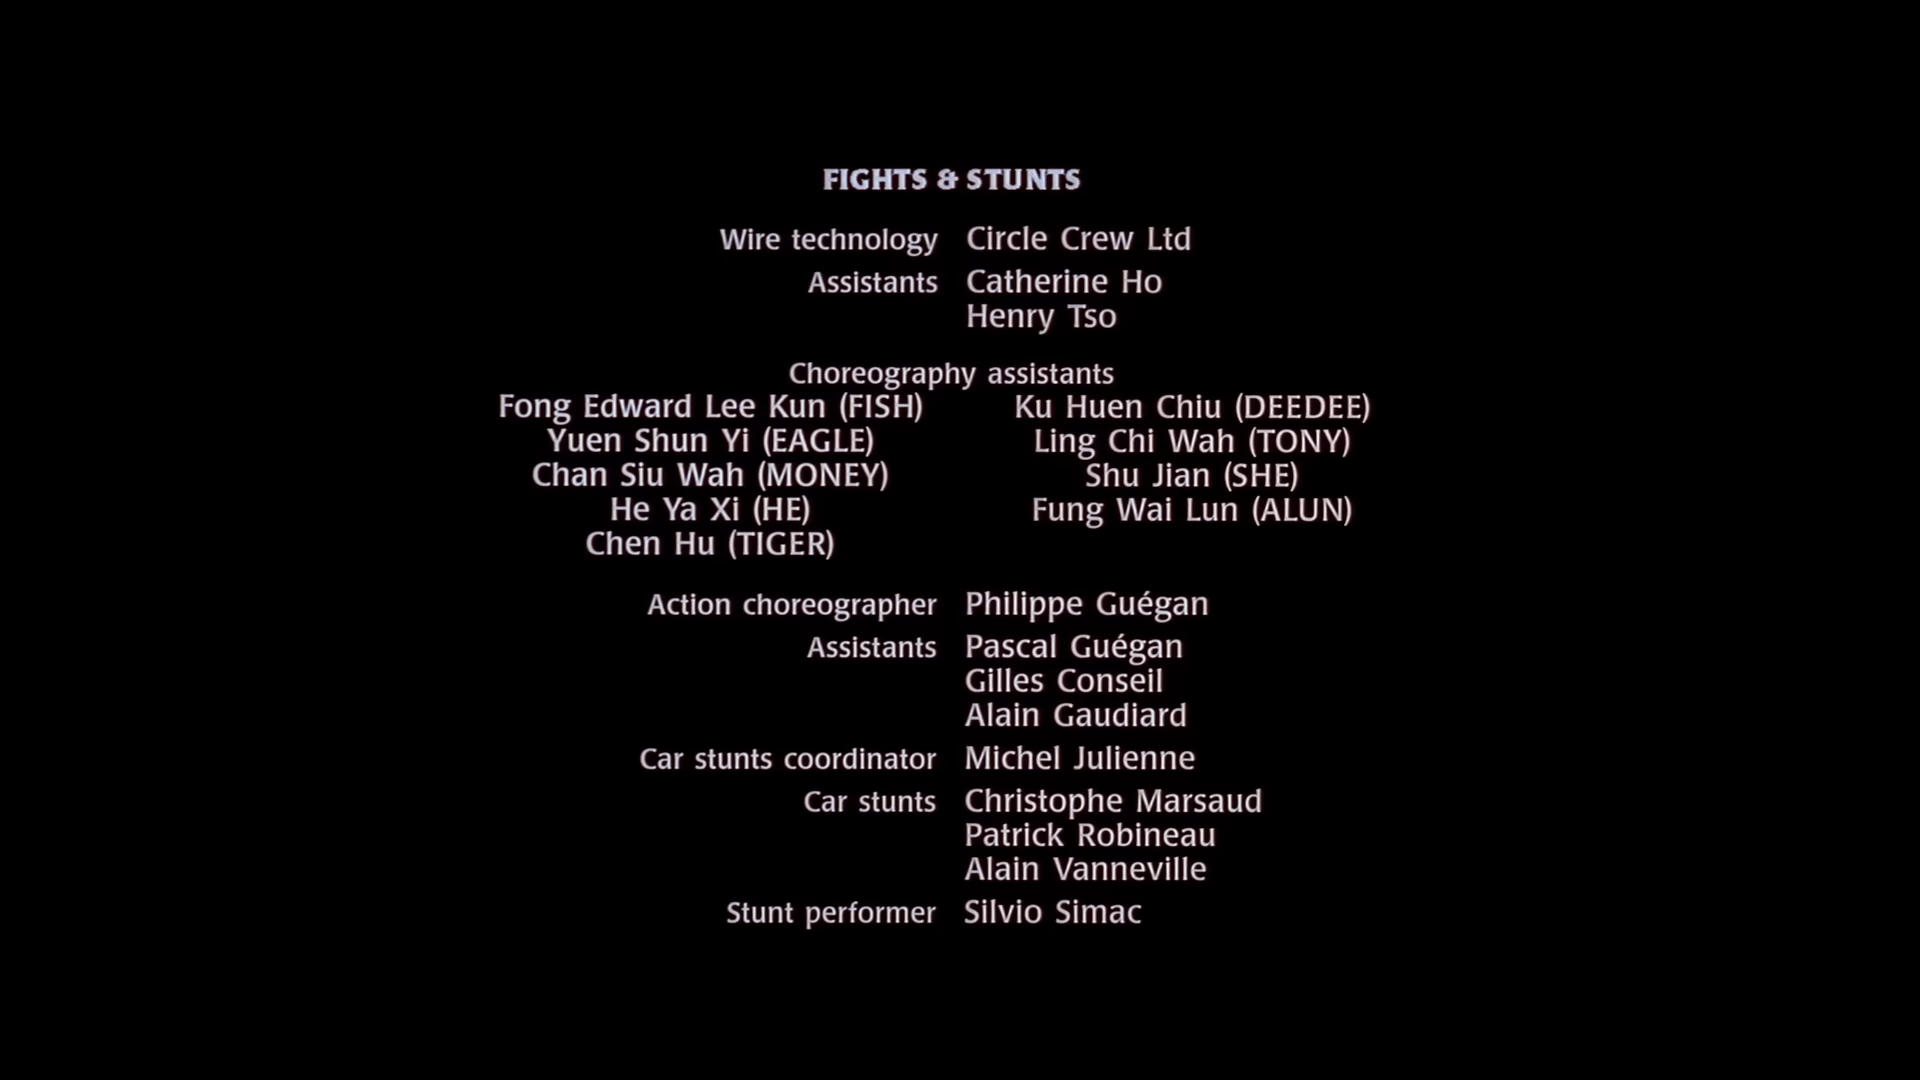 FIGHTS & STUNTS
Wire technology Circle Crew Ltd
Assistants Catherine Ho
Henry Tso
Choreography assistants
Fong Edward Lee Kun (FISH) Ku Huen Chiu (DEEDEE)
Yuen Shun Yi (EAGLE) Ling Chi Wah (TONY)
Chan Siu Wah (MONEY) Shu Jian (SHE)
He Ya Xi (HE) Fung Wai Lun (ALUN)
Chen Hu (TIGER)
Action choreographer Philippe Guégan
Assistants Pascal Guégan
Gilles Conseil
Alain Gaudiard
Car stunts coordinator Michel Julienne
Car stunts Christophe Marsaud
Patrick Robineau
Alain Vanneville
Stunt performer Silvio Simac